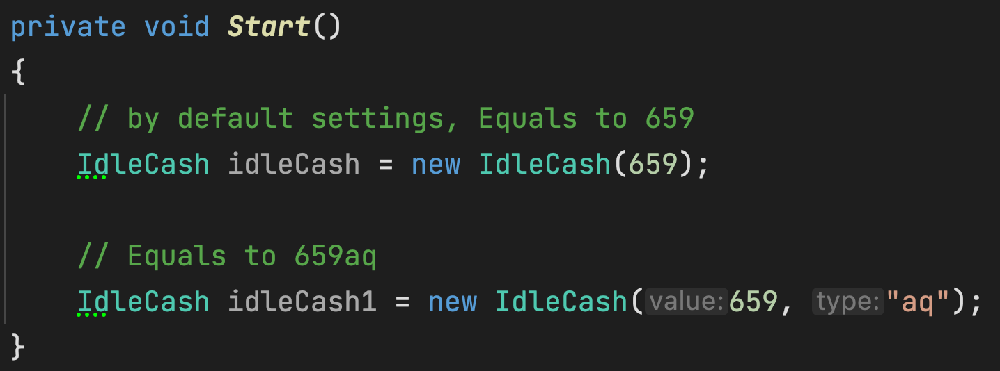 private void Start()
{
// by default settings, Equals to 659
IdleCash idleCash = new IdleCash(659);
// Equals to 659aq
IdleCash idleCash1 = new IdleCash(value:659, type:"aq");
}